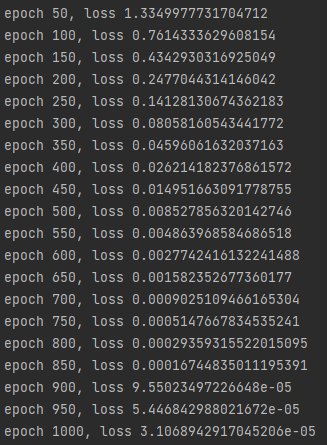 epoch 50, loss 1.3349977731704712
epoch 100, loss 0.7614333629608154
epoch 150, loss 0.4342930316925049
epoch 200, loss 0.2477044314146042
epoch 250, loss 0.14128130674362183
epoch 300, loss 0.08058160543441772
epoch 350, loss 0.04596061632037163
epoch 400, loss 0.026214182376861572
epoch 450, loss 0.014951663091778755
epoch 500, loss 0.008527856320142746
epoch 550, loss 0.004863968584686518
epoch 600, loss 0.0027742416132241488
epoch 650, loss 0.001582352677360177
epoch 700, loss 0.0009025109466165304
epoch 750, loss 0.0005147667834535241
epoch 800, loss 0.00029359315522015095
epoch 850, loss 0.00016744835011195391
epoch 900, loss 9.55023497226648e-05
epoch 950, loss 5.446842988021672e-05
epoch 1000, loss 3.1068942917045206e-05